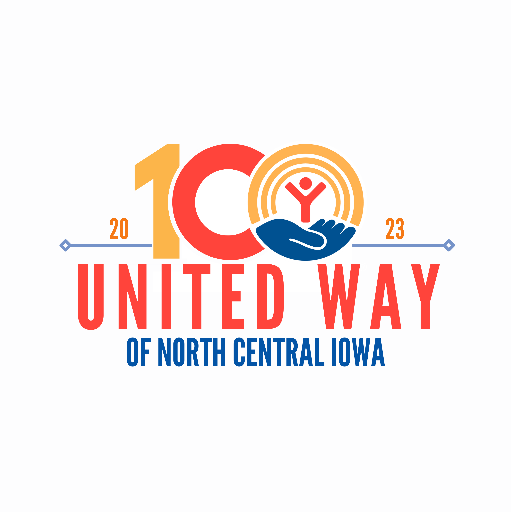 100
20 23
UNITED WAY
OF NORTH CENTRAL IOWA